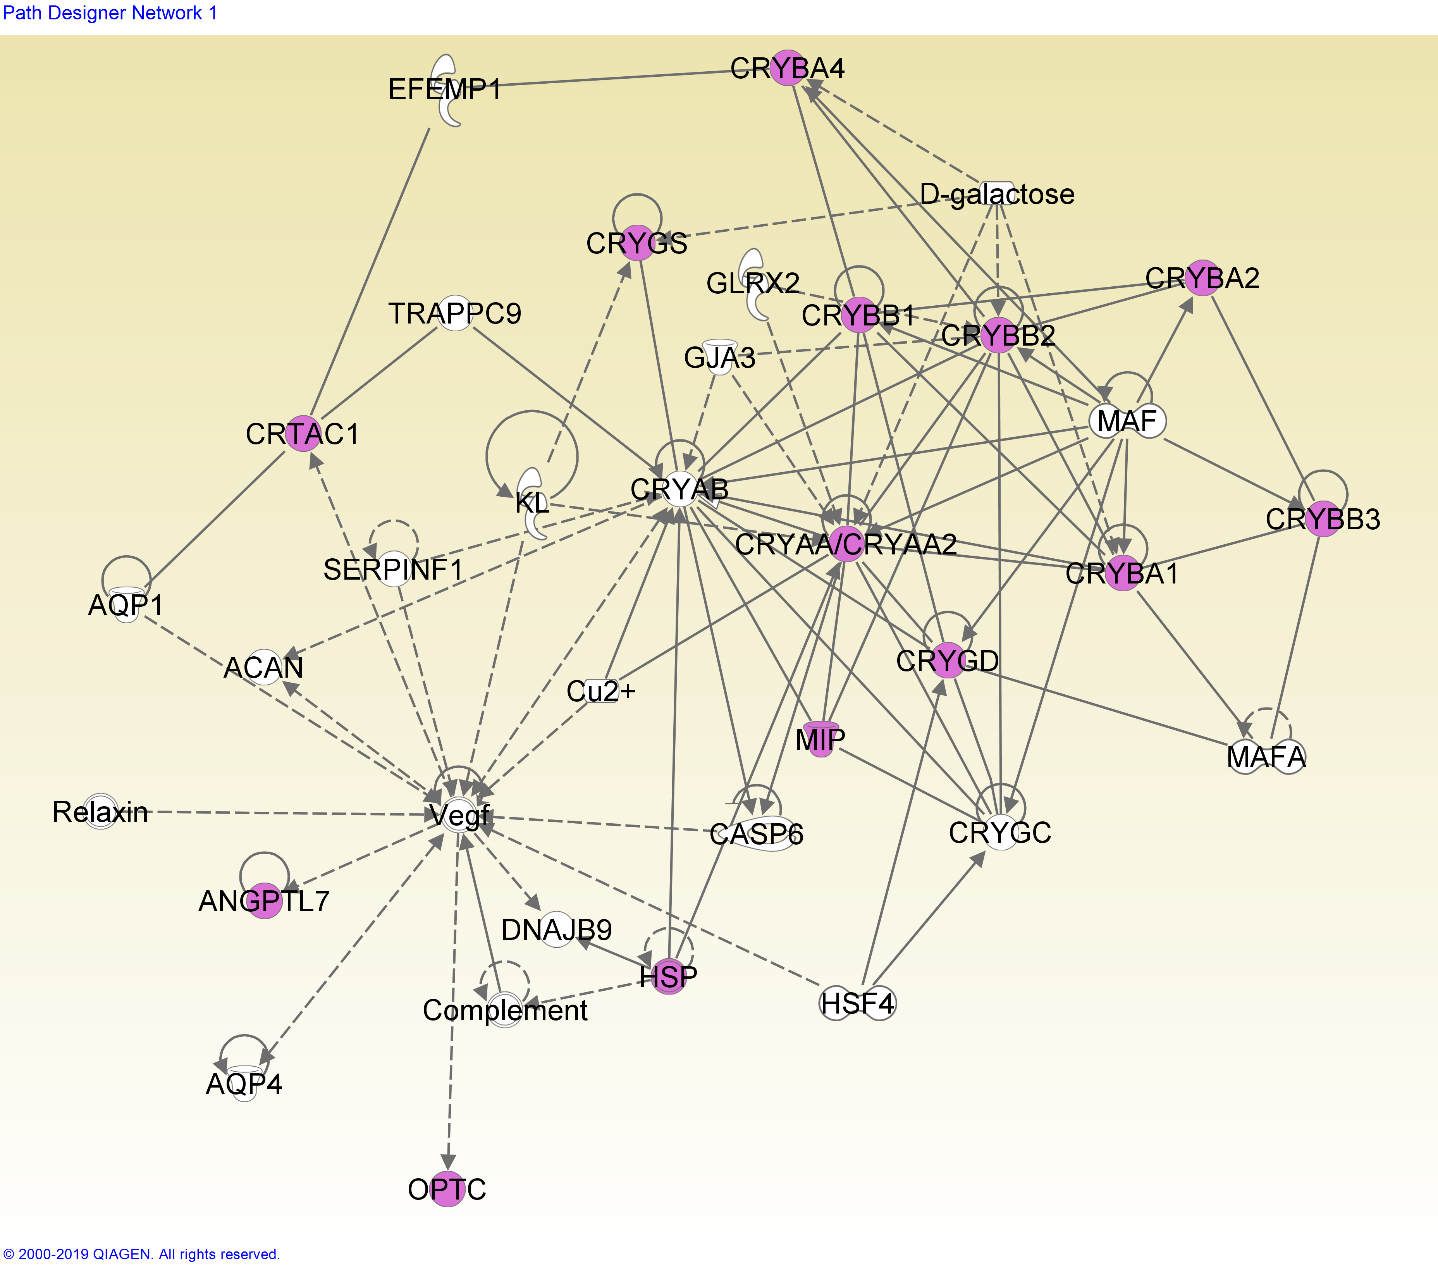 Path Designer Network 1
CRYBA4
EFEMP1
D-galactose
CRYGS
GLRX2
CRYBA2
TRAPPC9
CRYBB1
CRYBB2
GJA3
MAF
CRTAC1
CRYAB
KL
CRYBB3
CRYAA/CRYAA2
SERPINF1
CRYBA1
AQP1
ACAN
CRYGD
Cu2+
MIP
MAFA
Relaxin
Vegf
CASP6
CRYGC
ANGPTL7
DNAJB9
HSP
Complement
HSF4
AQP4
OPTC
© 2000-2019 QIAGEN. All rights reserved.